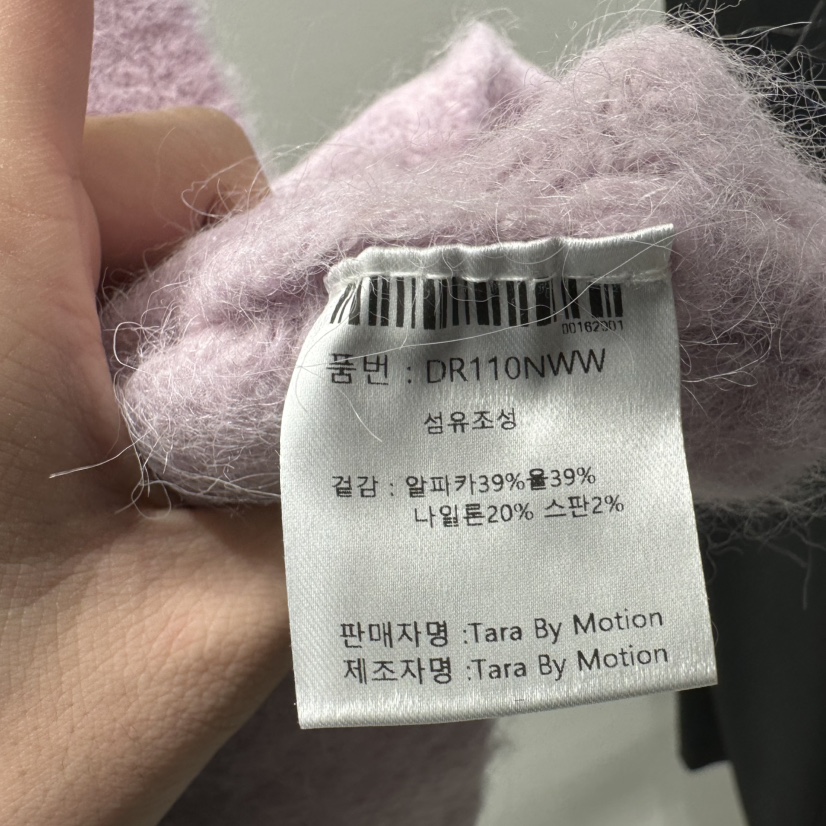 00162001
품번 : DR110NWW
섬유조성
겉감 : 알파카39%울39%
나일론20% 스판2%
판매자명 :Tara By Motion
제조자명 :Tara By Motion